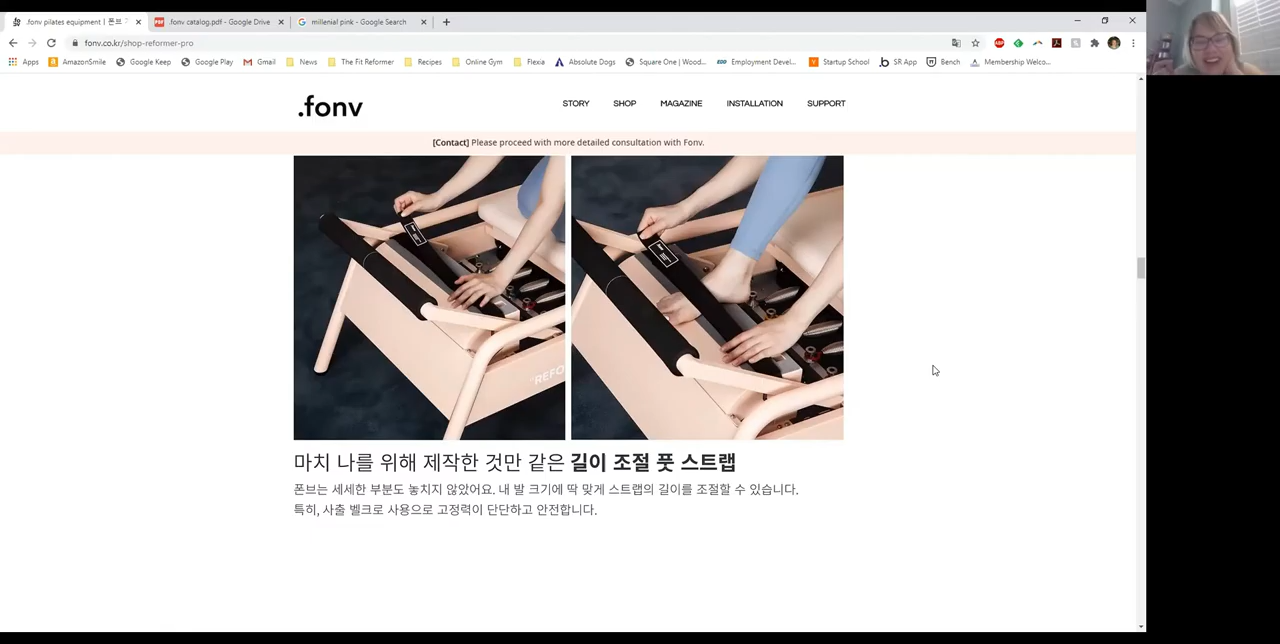 .fonv pilates equipment | 폰브
.fonv catalog.pdf - Google Drive
millenial pink - Google Search
fonv.co.kr/shop-reformer-pro
Apps
AmazonSmile
Google Keep
Google Play
Gmail
News
The Fit Reformer
Recipes
Online Gym
Flexia
Absolute Dogs
Square One | Wood...
Employment Devel...
Startup School
SR App
Bench
Membership Welco...
.fonv
STORY
SHOP
MAGAZINE
INSTALLATION
SUPPORT
[Contact] Please proceed with more detailed consultation with Fonv.
"REFO
마치 나를 위해 제작한 것만 같은 길이 조절 풋 스트랩
폰브는 세세한 부분도 놓치지 않았어요. 내 발 크기에 딱 맞게 스트랩의 길이를 조절할 수 있습니다.
특히, 사출 벨크로 사용으로 고정력이 단단하고 안전합니다.